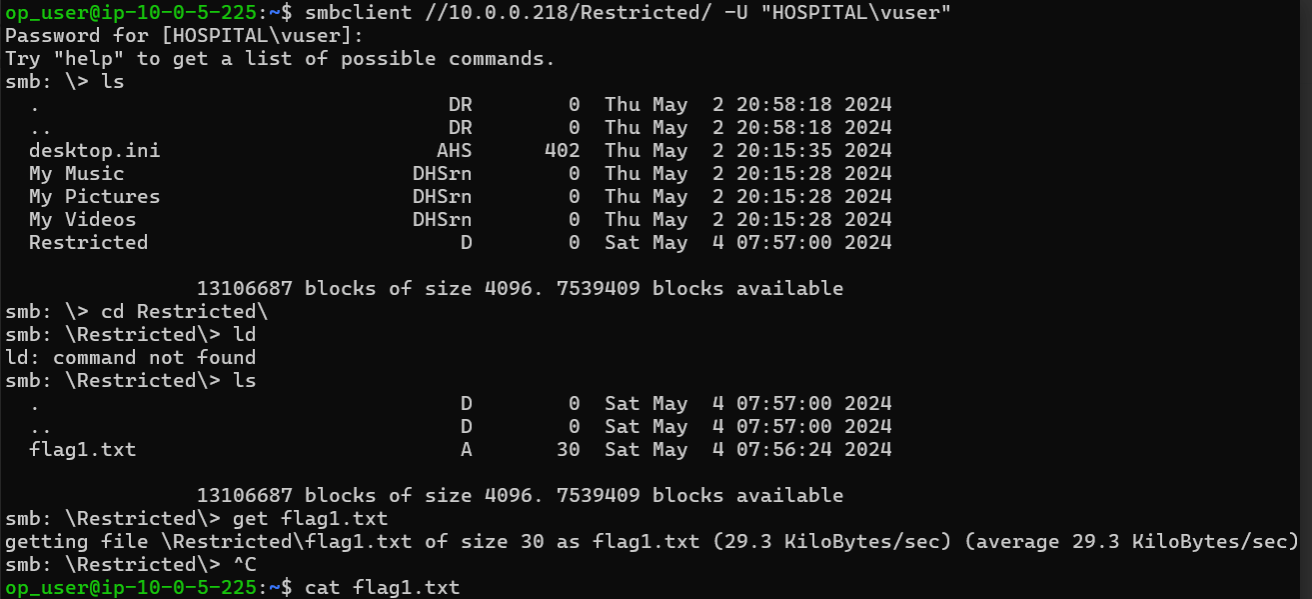 op_user@ip-10-0-5-225:~$ smbclient //10.0.0.218/Restricted/ -U "HOSPITAL\vuser"
Password for [HOSPITAL\vuser]:
Try "help" to get a list of possible commands.
smb: \> ls
  .                                  DR        0  Thu May  2 20:58:18 2024
  ..                                 DR        0  Thu May  2 20:58:18 2024
  desktop.ini                       AHS      402  Thu May  2 20:15:35 2024
  My Music                        DHSrn        0  Thu May  2 20:15:28 2024
  My Pictures                     DHSrn        0  Thu May  2 20:15:28 2024
  My Videos                       DHSrn        0  Thu May  2 20:15:28 2024
  Restricted                          D        0  Sat May  4 07:57:00 2024
                13106687 blocks of size 4096. 7539409 blocks available
smb: \> cd Restricted\
smb: \Restricted\> ld
ld: command not found
smb: \Restricted\> ls
  .                                   D        0  Sat May  4 07:57:00 2024
  ..                                  D        0  Sat May  4 07:57:00 2024
  flag1.txt                           A       30  Sat May  4 07:56:24 2024
                13106687 blocks of size 4096. 7539409 blocks available
smb: \Restricted\> get flag1.txt
getting file \Restricted\flag1.txt of size 30 as flag1.txt (29.3 KiloBytes/sec) (average 29.3 KiloBytes/sec)
smb: \Restricted\> ^C
op_user@ip-10-0-5-225:~$ cat flag1.txt